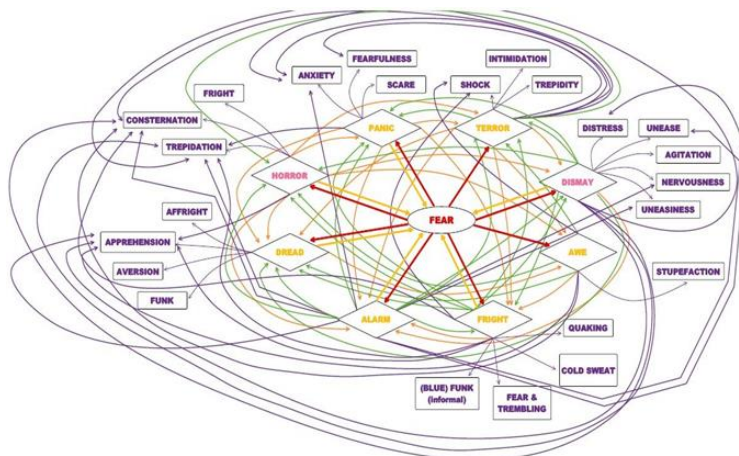 FEARFULNESS
INTIMIDATION
ANXIETY
SCARE
SHOCK
TREPIDITY
FRIGHT
CONSTERNATION
PANIC
TERROR
DISTRESS
UNEASE
TREPIDATION
AGITATION
HORROR
DISMAY
NERVOUSNESS
AFFRIGHT
FEAR
UNEASINESS
APPREHENSION
DREAD
AWE
AVERSION
STUPEFACTION
FUNK
ALARM
FRIGHT
QUAKING
COLD SWEAT
(BLUE) FUNK
(informal)
FEAR &
TREMBLING